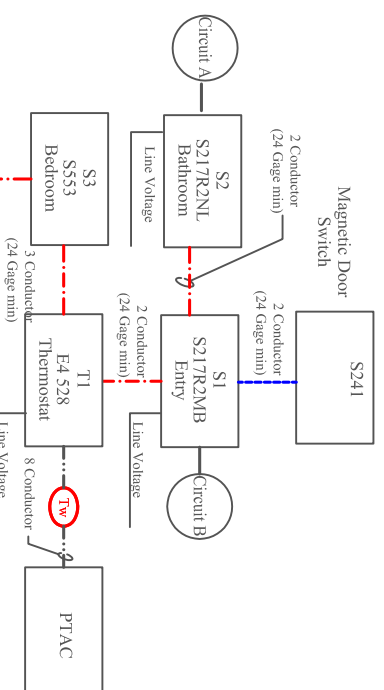 Circuit A
S2
S217R2NL
Bathroom
Line Voltage
2 Conductor
(24 Gage min)
Magnetic Door
Switch
S241
2 Conductor
(24 Gage min)
S1
S217R2MB
Entry
Circuit B
Line Voltage
2 Conductor
(24 Gage min)
S3
S553
Bedroom
3 Conductor
(24 Gage min)
T1
E4 528
Thermostat
Line Voltage
Tw
8 Conductor
PTAC